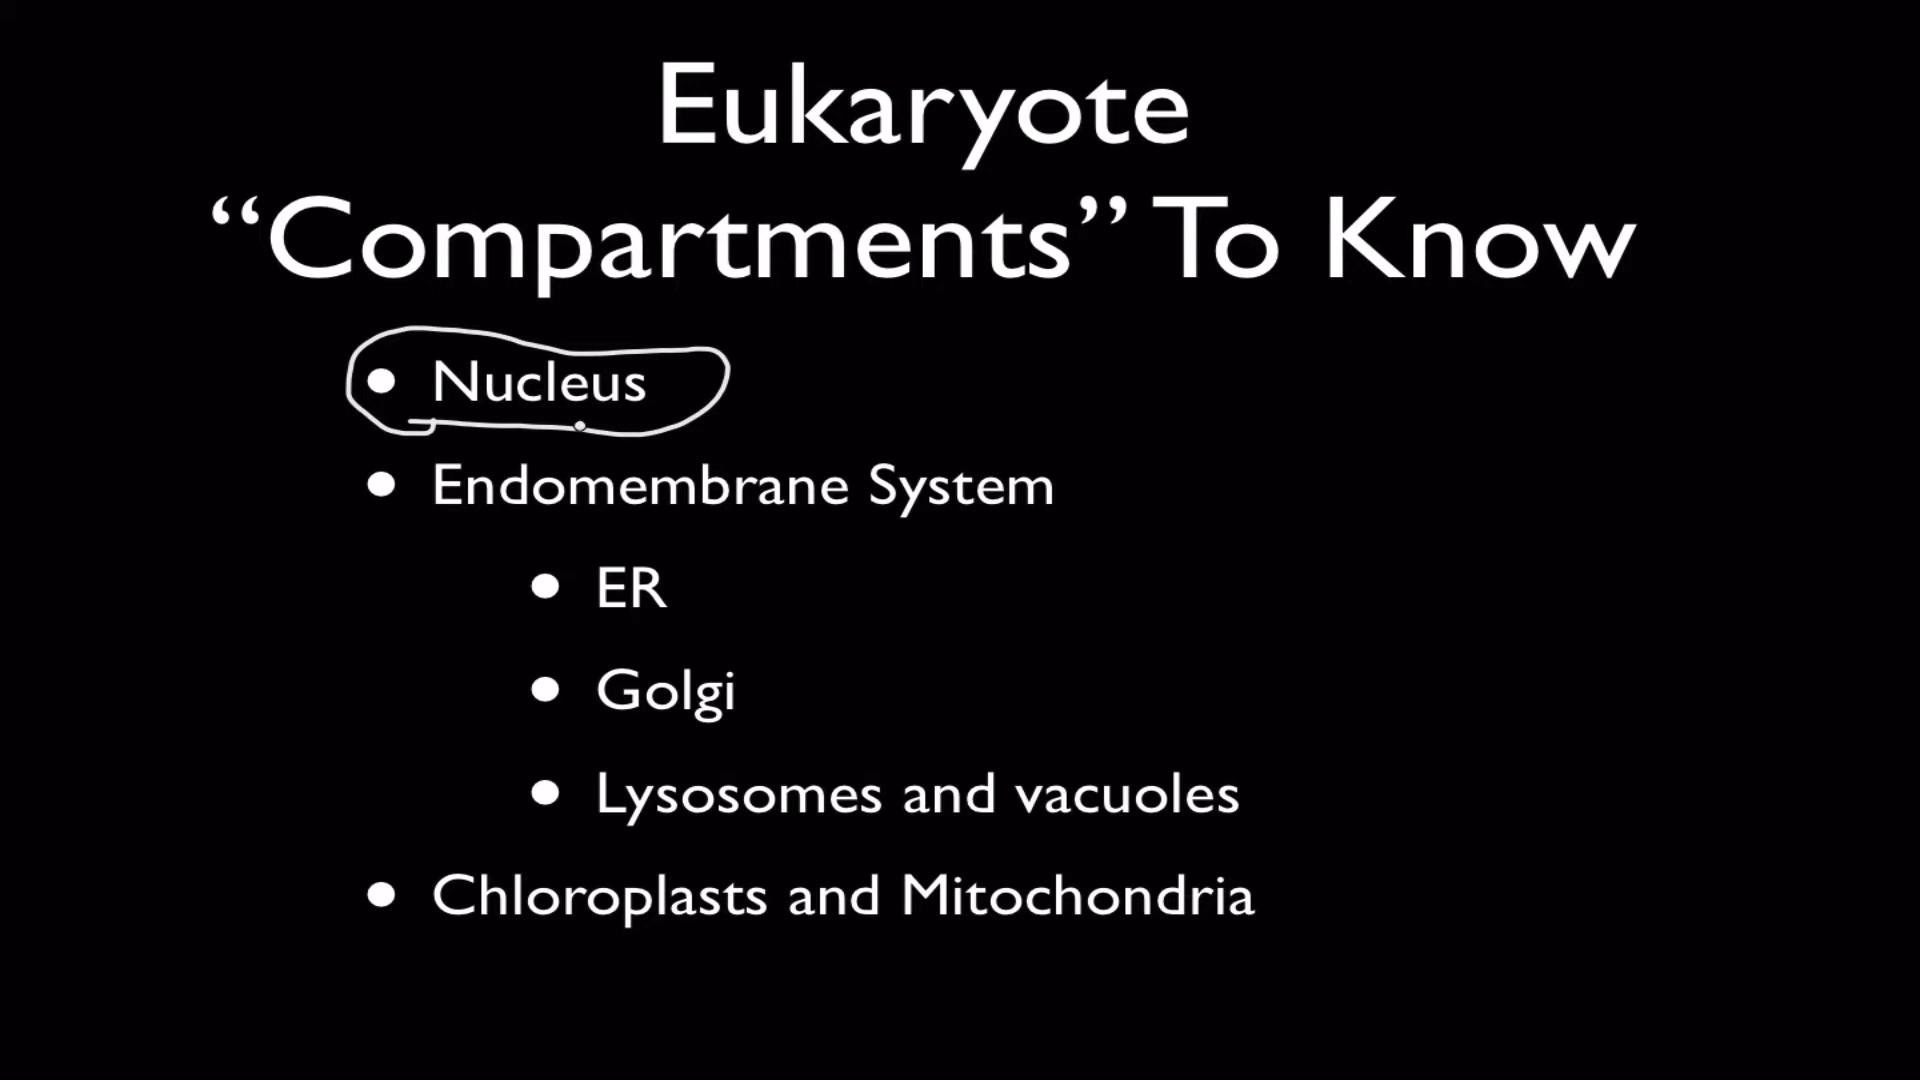 Eukaryote
“Compartments” To Know
• Nucleus
• Endomembrane System
• ER
• Golgi
• Lysosomes and vacuoles
• Chloroplasts and Mitochondria